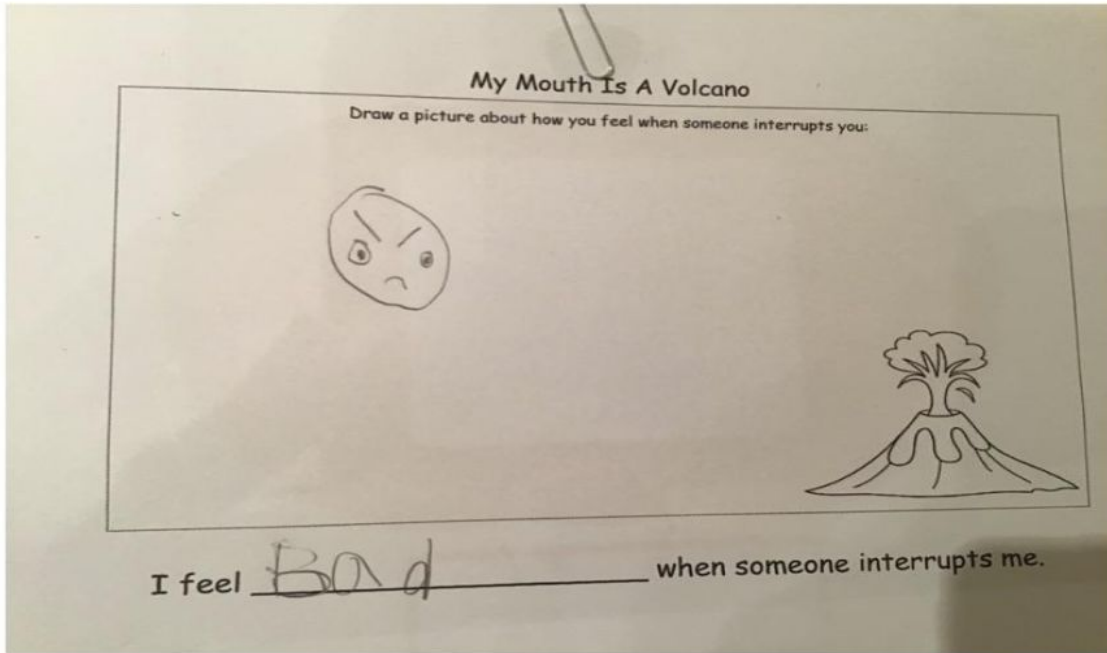 My Mouth Is A Volcano
Draw a picture about how you feel when someone interrupts you:
I feel Bad when someone interrupts me.